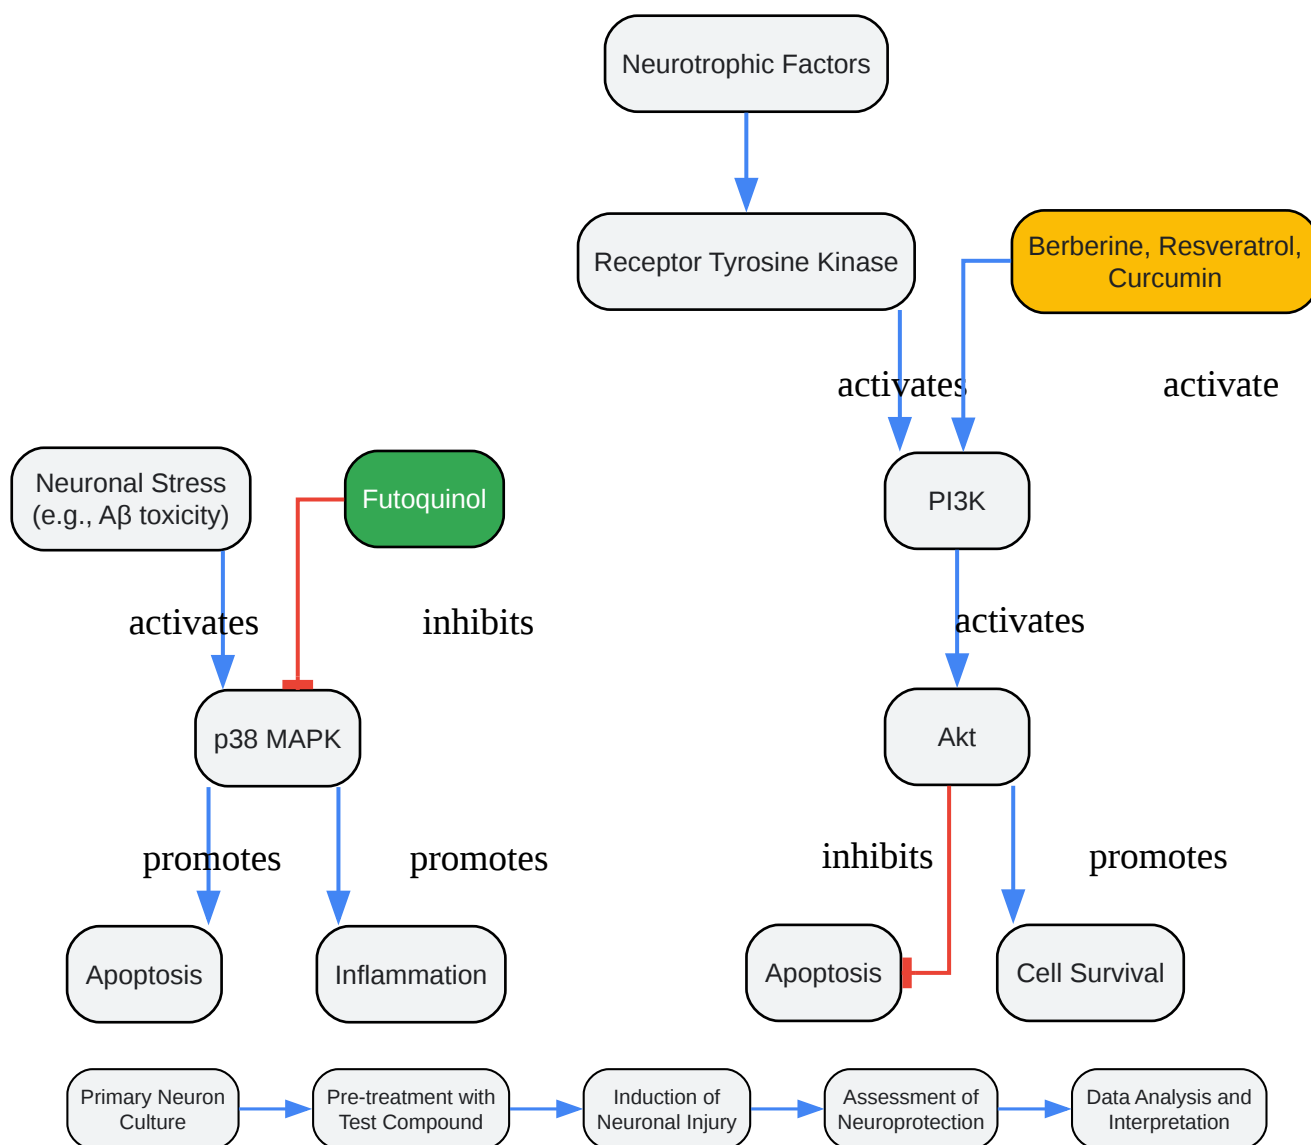 Neurotrophic Factors
Receptor Tyrosine Kinase
Berberine, Resveratrol,
Curcumin
activates
activate
Neuronal Stress
(e.g., Aβ toxicity)
Futoquinol
PI3K
activates
inhibits
activates
p38 MAPK
Akt
promotes
promotes
inhibits
promotes
Apoptosis
Inflammation
Apoptosis
Cell Survival
Primary Neuron
Culture
Pre-treatment with
Test Compound
Induction of
Neuronal Injury
Assessment of
Neuroprotection
Data Analysis and
Interpretation